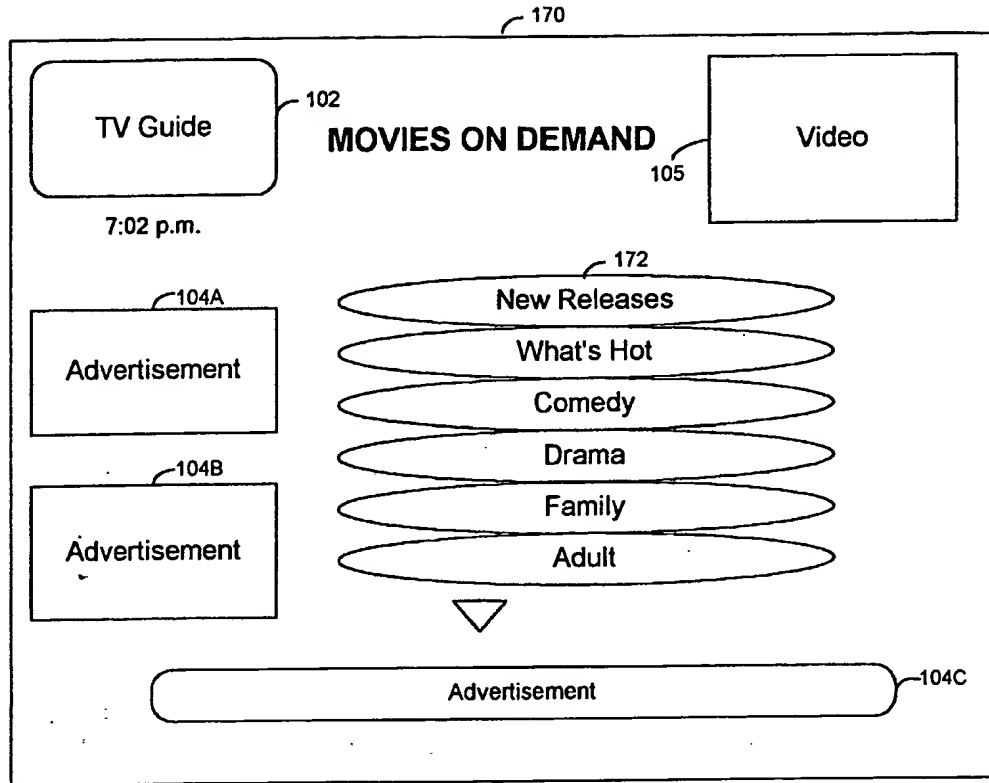 170
TV Guide
102
MOVIES ON DEMAND
Video
105
7:02 p.m.
172
New Releases
104A
Advertisement
What's Hot
Comedy
Drama
104B
Advertisement
Family
Adult
Advertisement
104C